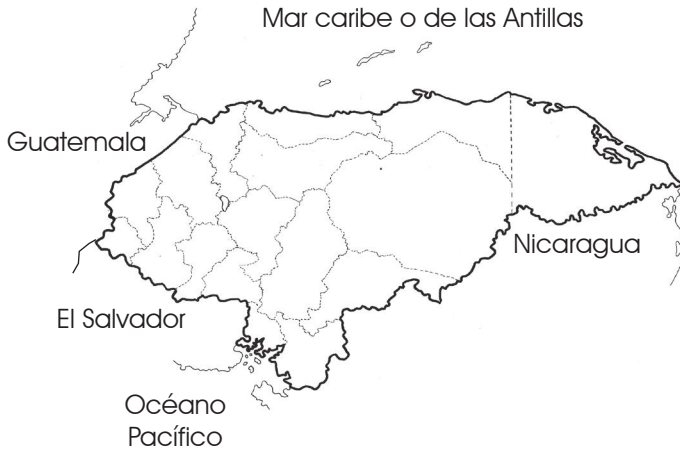 Mar caribe o de las Antillas
Guatemala
Nicaragua
El Salvador
Océano
Pacífico